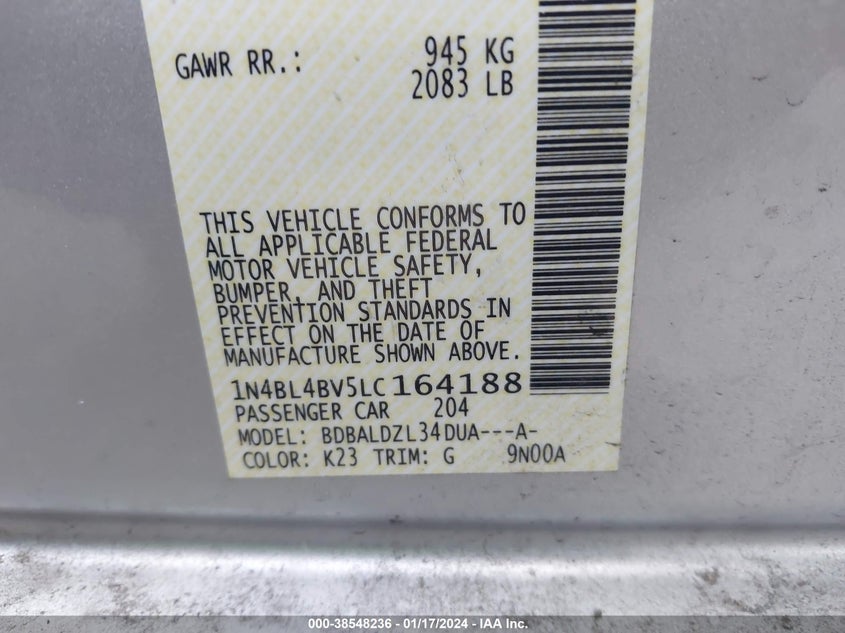 GAWR RR.: 945 KG
2083 LB
THIS VEHICLE CONFORMS TO
ALL APPLICABLE FEDERAL
MOTOR VEHICLE SAFETY,
BUMPER, AND THEFT
PREVENTION STANDARDS IN
EFFECT ON THE DATE OF
MANUFACTURE SHOWN ABOVE.
1N4BL4BV5LC164188
PASSENGER CAR 204
MODEL: BDBALDZL34DUA---A-
COLOR: K23 TRIM: G 9N00A
000-38548236 - 01/17/2024 - IAA Inc.